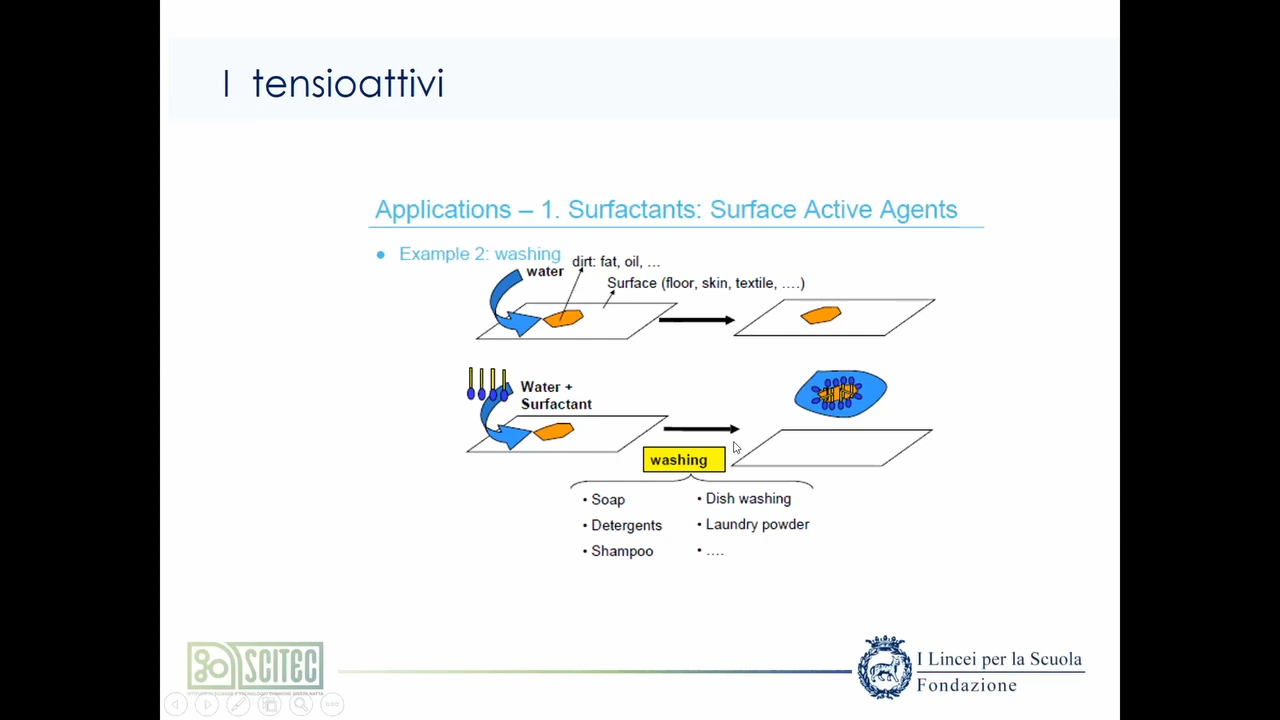 I tensioattivi
Applications – 1. Surfactants: Surface Active Agents
• Example 2: washing
dirt: fat, oil, ...
water
Surface (floor, skin, textile, ....)
Water +
Surfactant
washing
• Soap
• Detergents
• Shampoo
• Dish washing
• Laundry powder
• ....
SCITEC
I Lincei per la Scuola
Fondazione